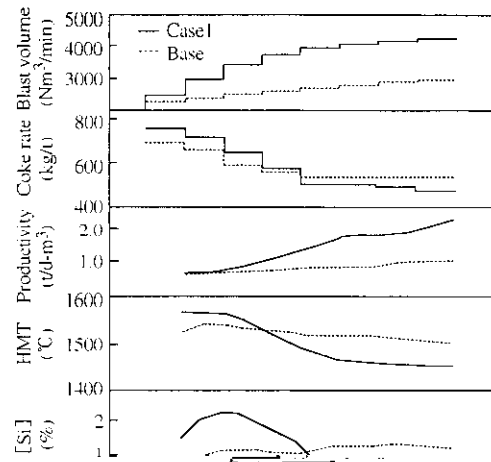 Case1
Base
Blast volume
(Nm³/min)
5000
4000
3000
Coke rate
(kg/t)
800
600
400
Productivity
(t/d-m³)
2.0
1.0
HMT
(℃)
1600
1500
1400
[Si]
(%)
2
1